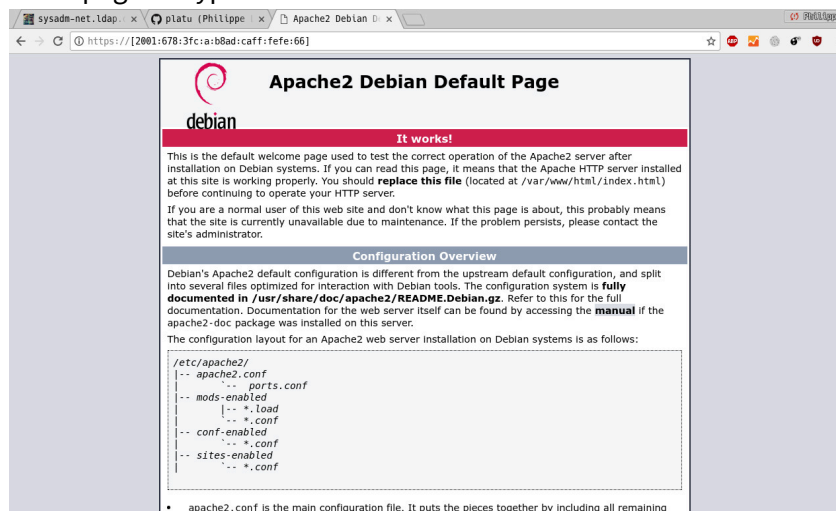 sysadm-net.ldap.
platu (Philippe
Apache2 Debian D
https://[2001:678:3fc:a:b8ad:caff:fefe:66]
debian
Apache2 Debian Default Page
It works!
This is the default welcome page used to test the correct operation of the Apache2 server after
installation on Debian systems. If you can read this page, it means that the Apache HTTP server installed
at this site is working properly. You should replace this file (located at /var/www/html/index.html)
before continuing to operate your HTTP server.
If you are a normal user of this web site and don't know what this page is about, this probably means
that the site is currently unavailable due to maintenance. If the problem persists, please contact the
site's administrator.
Configuration Overview
Debian's Apache2 default configuration is different from the upstream default configuration, and split
into several files optimized for interaction with Debian tools. The configuration system is fully
documented in /usr/share/doc/apache2/README.Debian.gz. Refer to this for the full
documentation. Documentation for the web server itself can be found by accessing the manual if the
apache2-doc package was installed on this server.
The configuration layout for an Apache2 web server installation on Debian systems is as follows:
/etc/apache2/
|-- apache2.conf
|       `--  ports.conf
|-- mods-enabled
|       |-- *.load
|       `-- *.conf
|-- conf-enabled
|       `-- *.conf
|-- sites-enabled
|       `-- *.conf
• apache2.conf is the main configuration file. It puts the pieces together by including all remaining